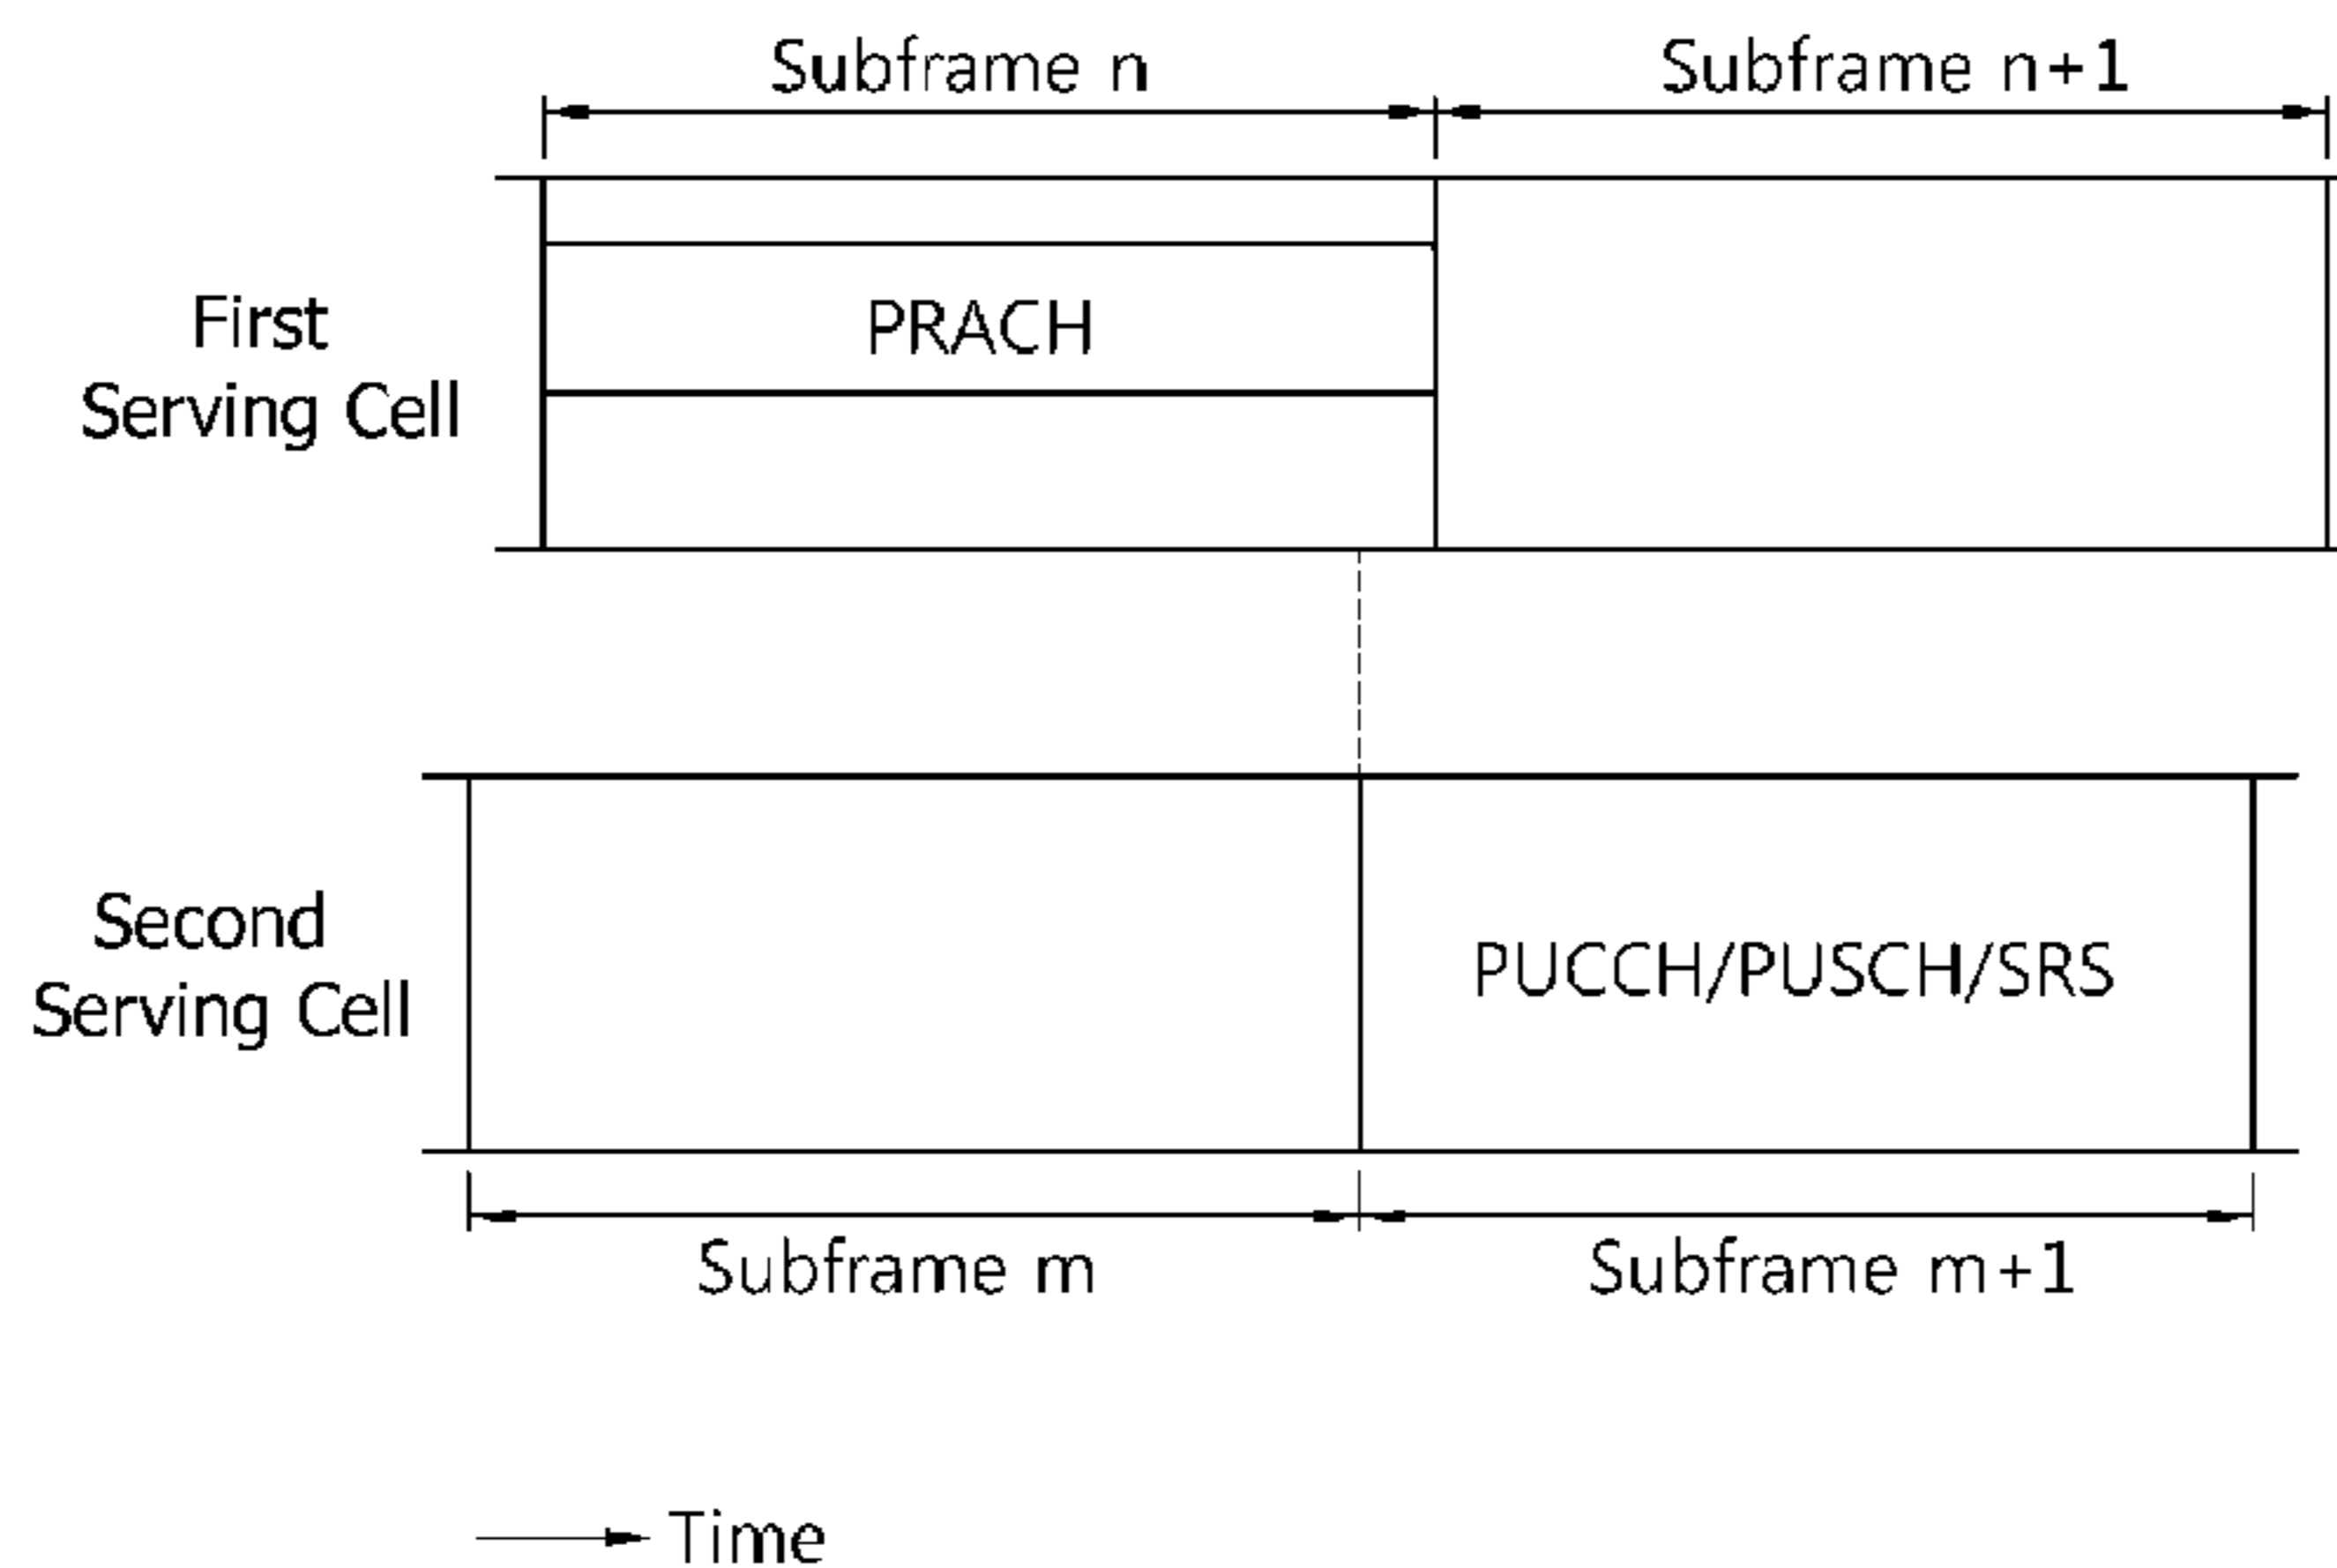 Subframe n
Subframe n+1
First
Serving Cell
PRACH
Second
Serving Cell
PUCCH/PUSCH/SRS
Subframe m
Subframe m+1
Time